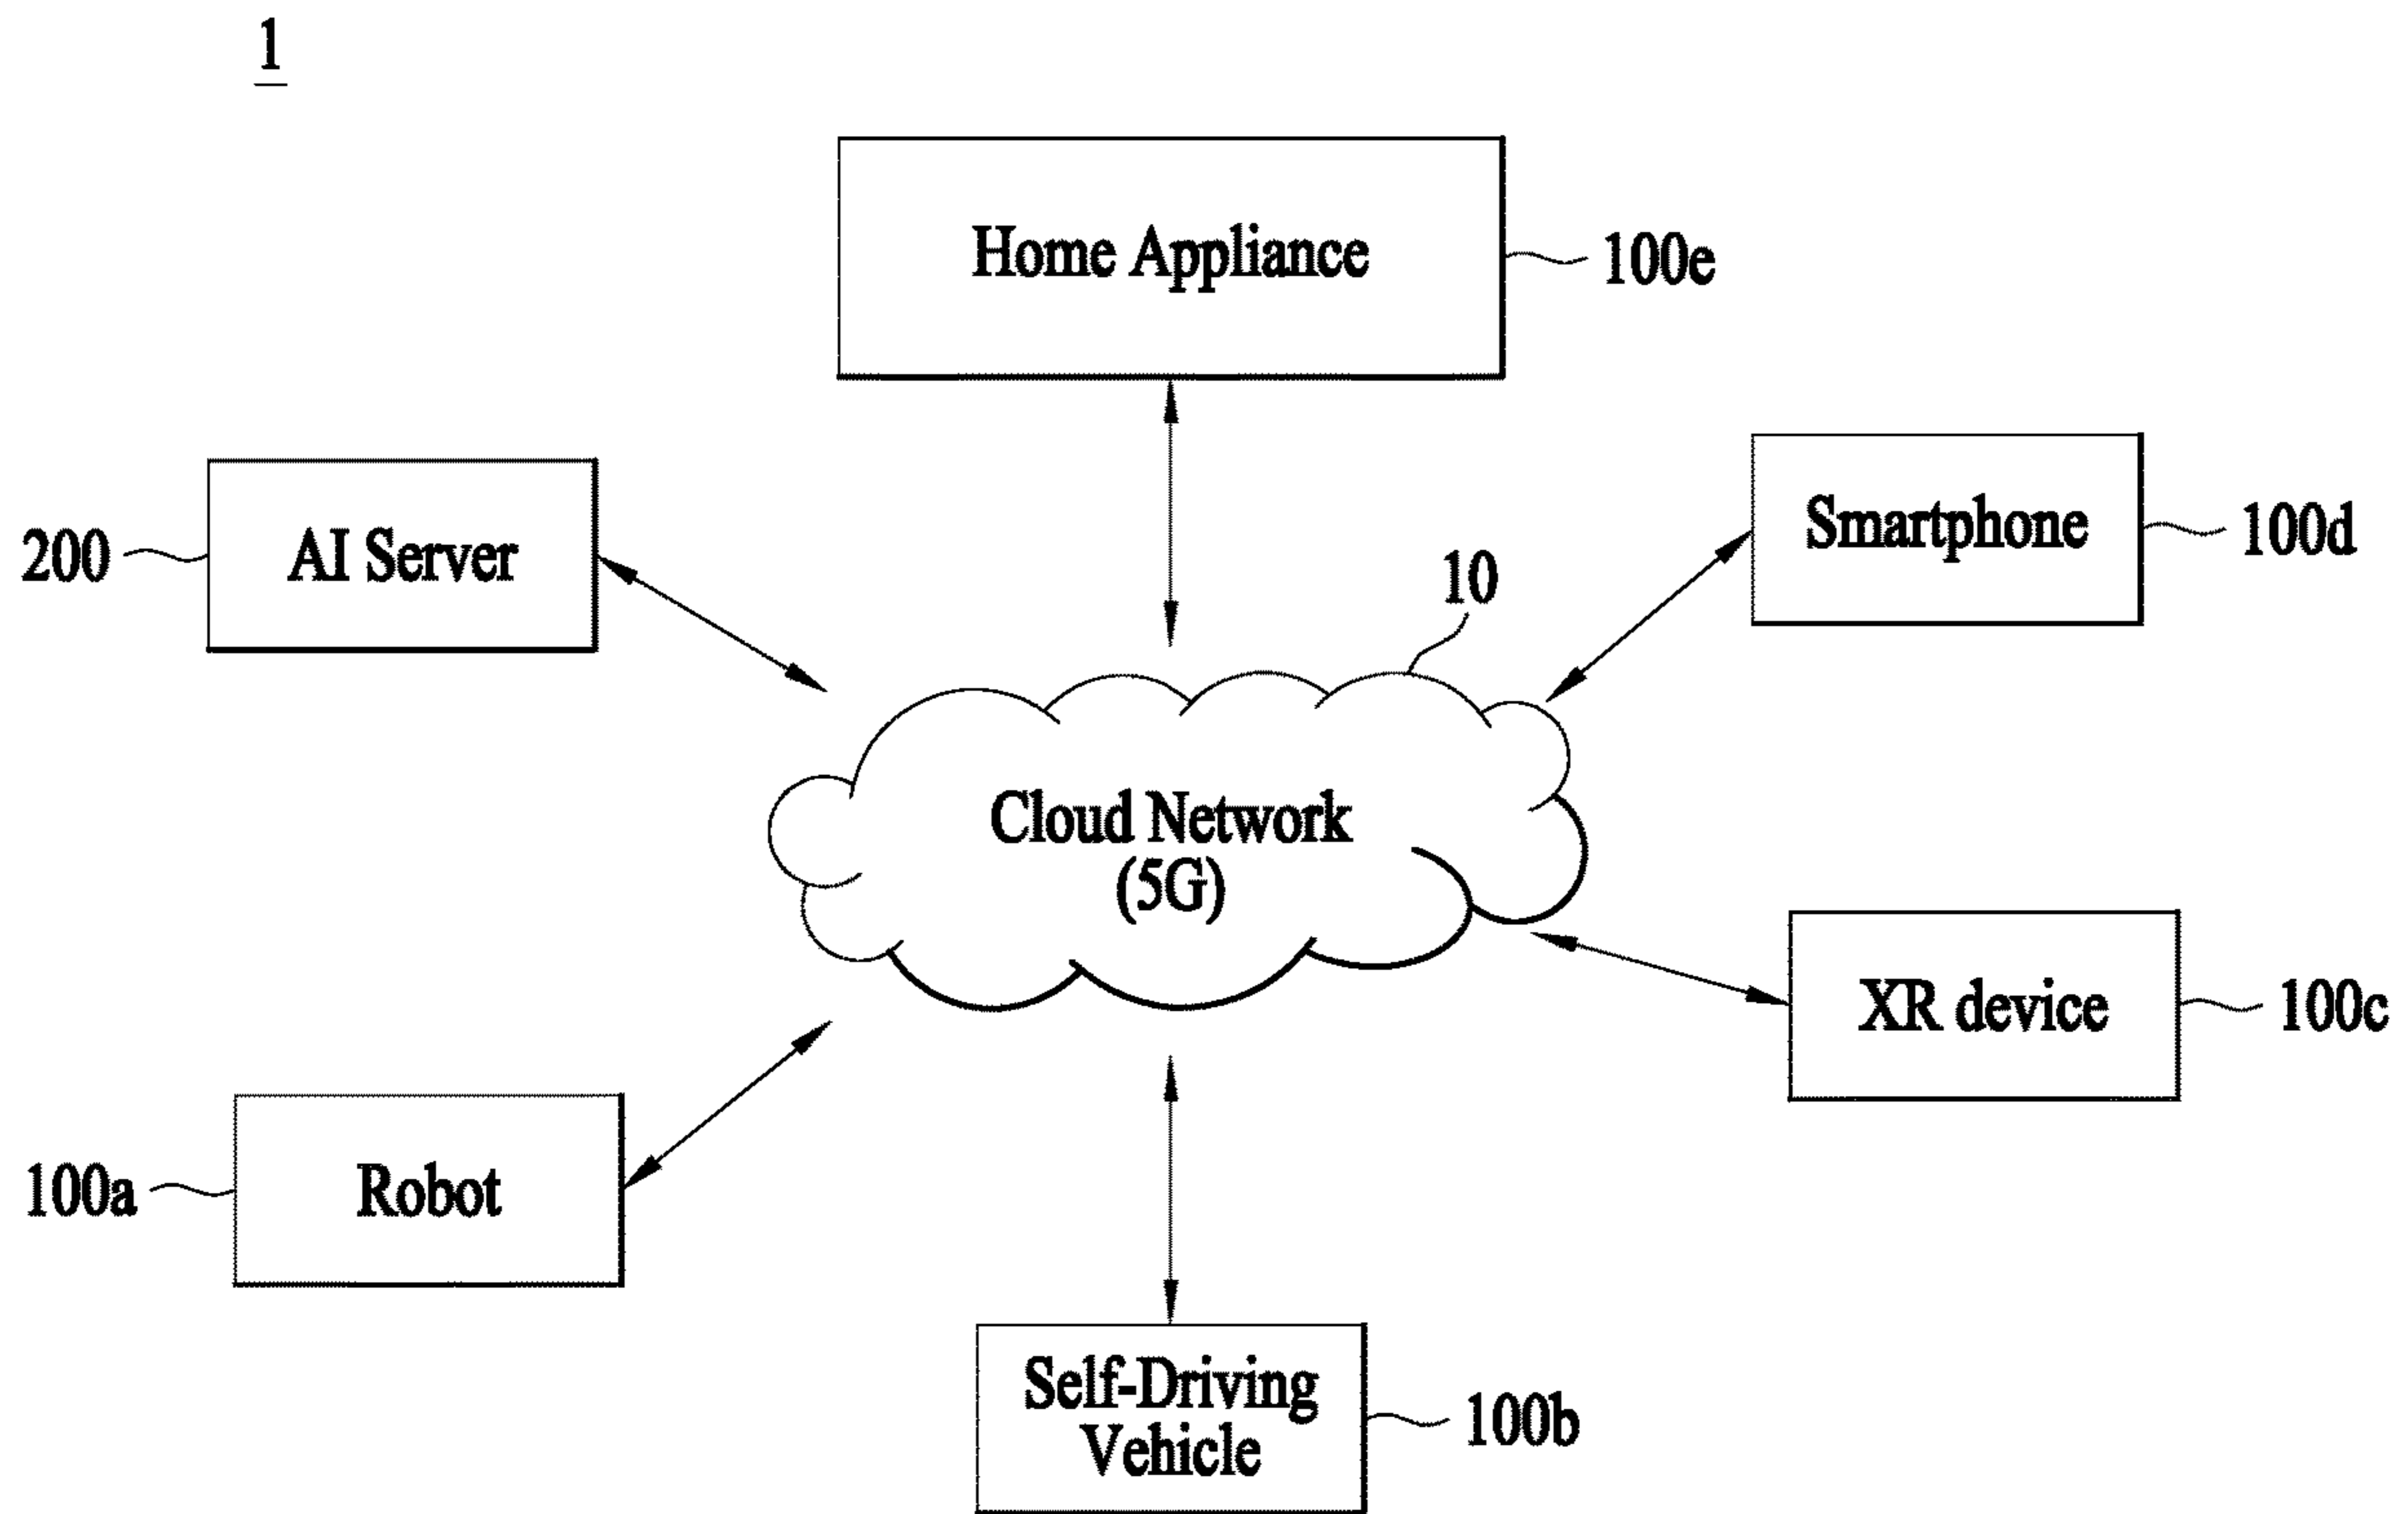 1
Home Appliance
100e
Smartphone
100d
200
AI Server
10
Cloud Network
(5G)
XR device
100c
100a
Robot
Self-Driving
Vehicle
100b